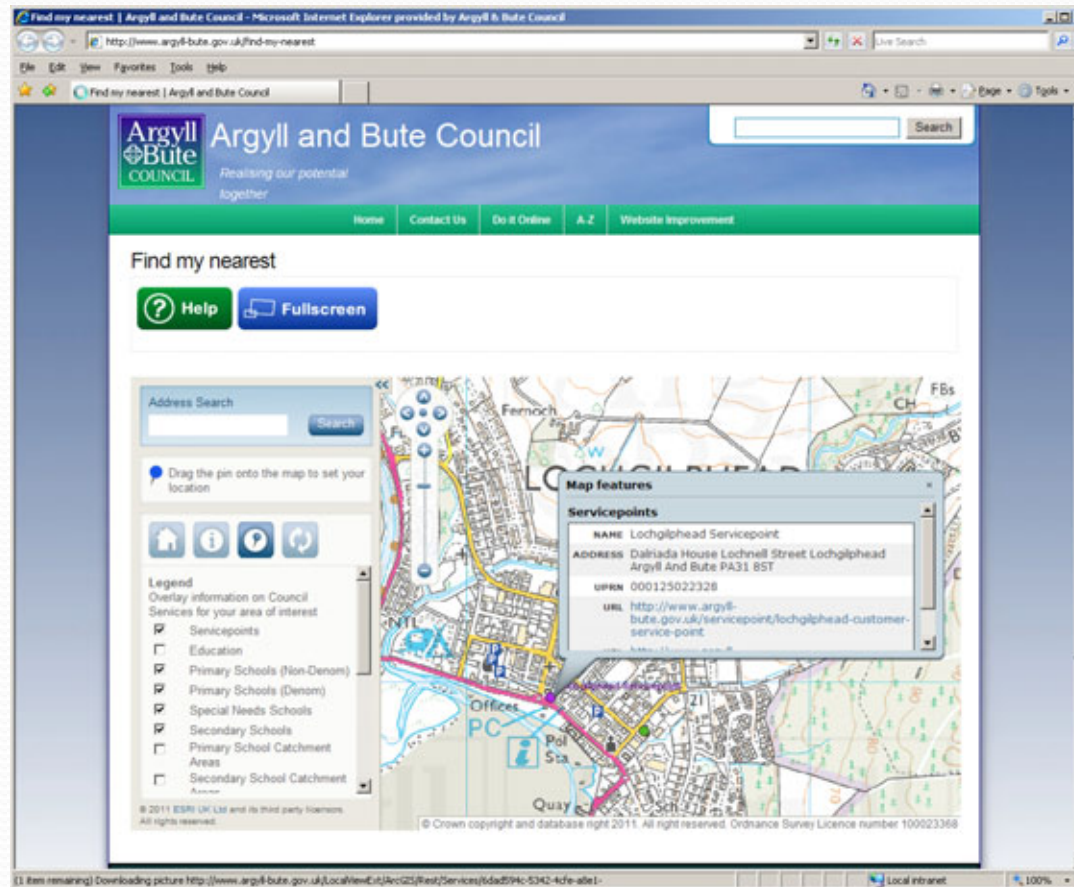 Find my nearest | Argyll and Bute Council - Microsoft Internet Explorer provided by Argyll & Bute Council
http://www.argyll-bute.gov.uk/find-my-nearest
Live Search
File Edit View Favorites Tools Help
Find my nearest | Argyll and Bute Council
Page Tools
Argyll
Bute
COUNCIL
Argyll and Bute Council
Realising our potential
together
Search
Home Contact Us Do it Online A-Z Website Improvement
Find my nearest
Help Fullscreen
Address Search
Search
Drag the pin onto the map to set your
location
Legend
Overlay information on Council
Services for your area of interest
Servicepoints
Education
Primary Schools (Non-Denom)
Primary Schools (Denom)
Special Needs Schools
Secondary Schools
Primary School Catchment
Areas
Secondary School Catchment
Areas
© 2011 ESRI UK Ltd and its third party licensors.
All rights reserved.
Fernoch
FBs
CH
W
LOCHGILPHEAD
Map features
Servicepoints
NAME Lochgilphead Servicepoint
ADDRESS Dalriada House Lochnell Street Lochgilphead
Argyll And Bute PA31 8ST
UPRN 000125022328
URL http://www.argyll-
bute.gov.uk/servicepoint/lochgilphead-customer-
service-point
NTL
Offices
PC
21
P
i
Pol
Sta
Quay
Sch
© Crown copyright and database right 2011. All right reserved. Ordnance Survey Licence number 100023368
(1 item remaining) Downloading picture http://www.argyll-bute.gov.uk/LocalViewExt/ArcGIS/Rest/Services/6dad594c-5342-4cfe-a8e1-
Local intranet
100%